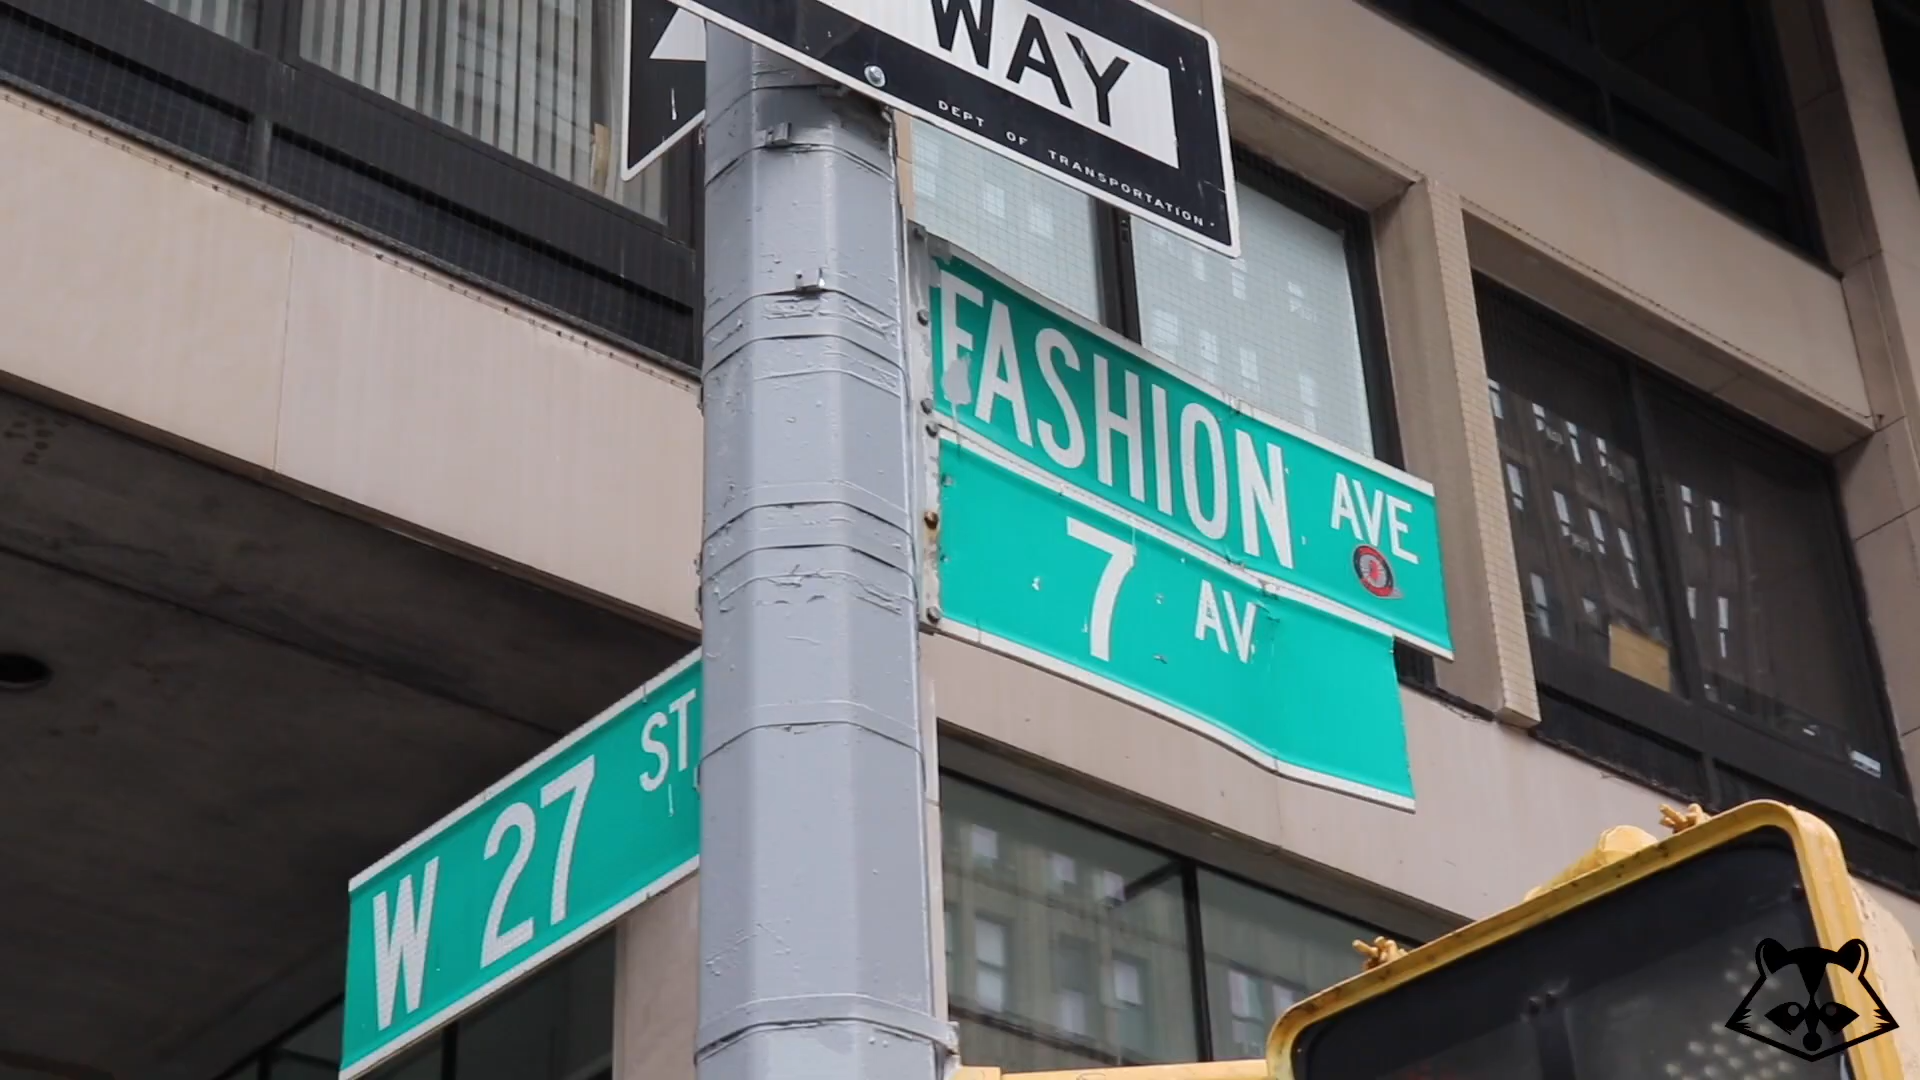 WAY
DEPT OF TRANSPORTATION
FASHION AVE
7 AV
W 27 ST